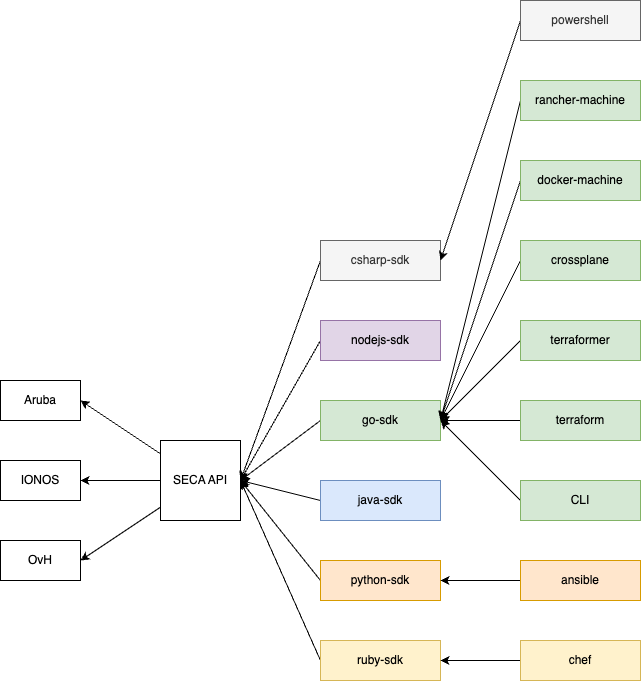 powershell
rancher-machine
docker-machine
csharp-sdk
crossplane
nodejs-sdk
terraformer
Aruba
go-sdk
terraform
IONOS
SECA API
java-sdk
CLI
OvH
python-sdk
ansible
ruby-sdk
chef